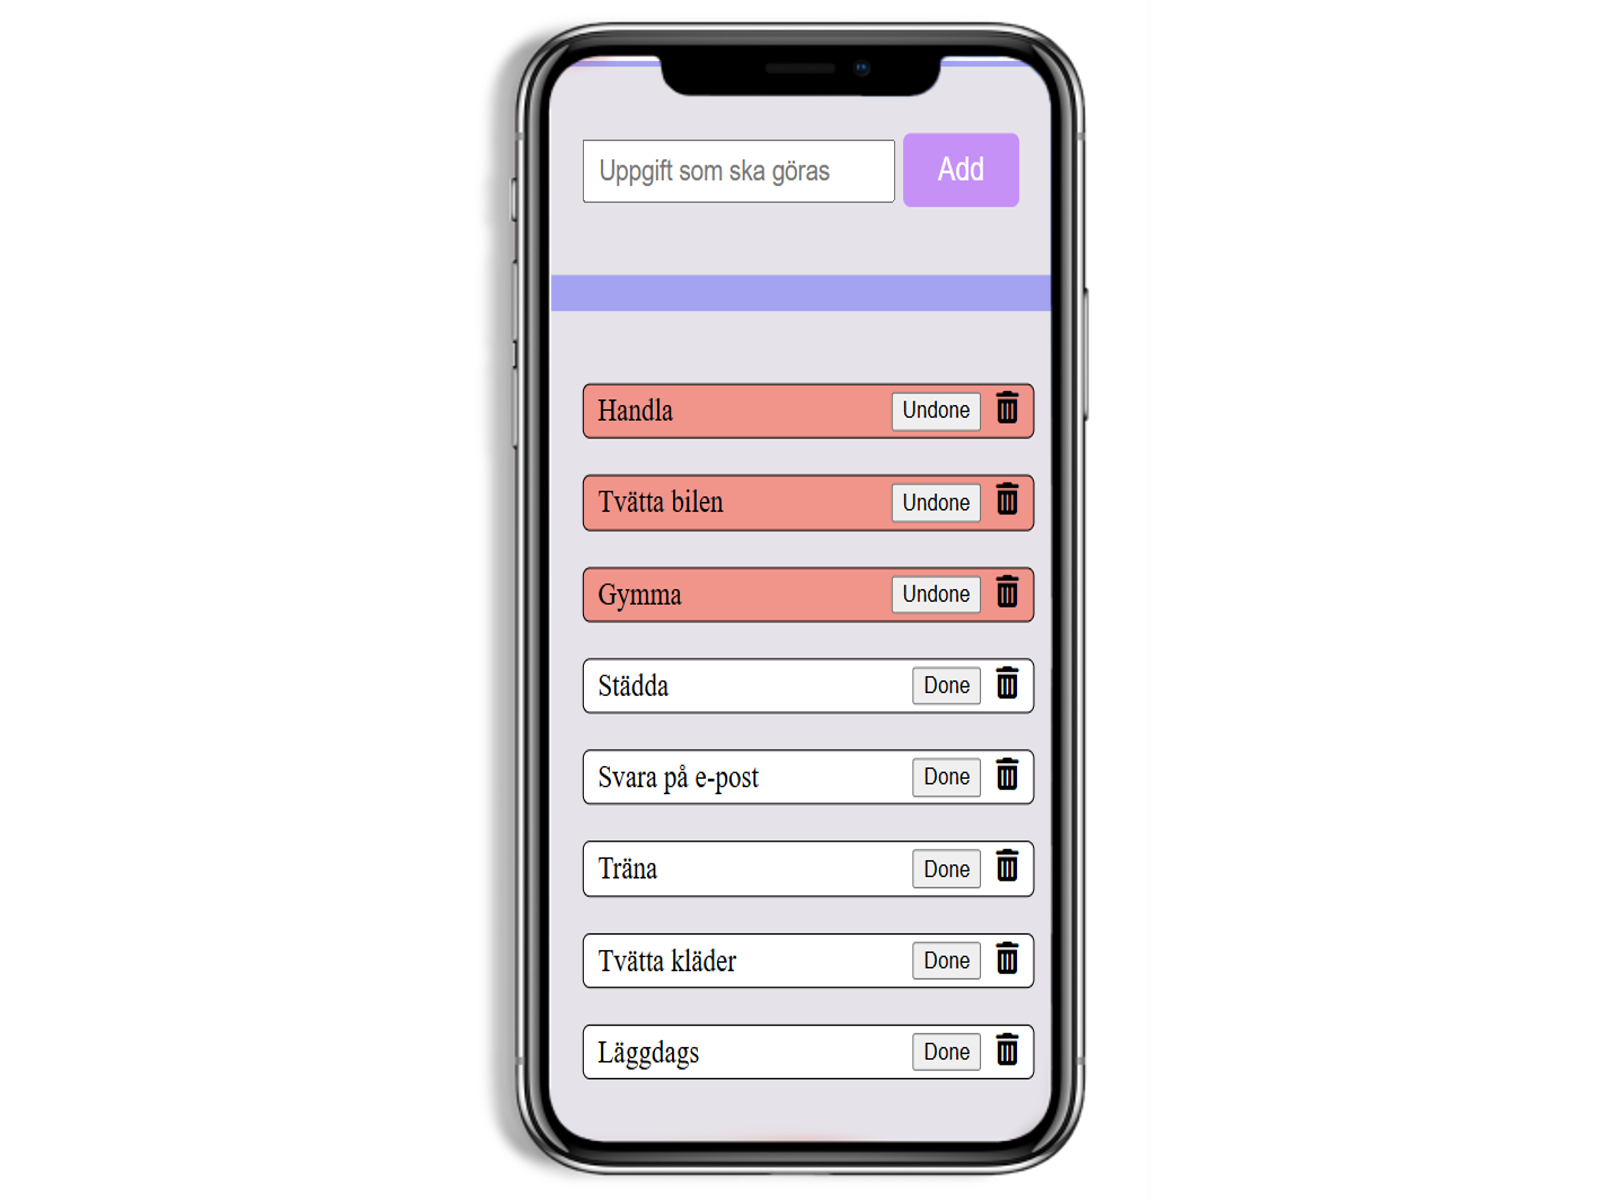 Uppgift som ska göras Add
Handla Undone
Tvätta bilen Undone
Gymma Undone
Städda Done
Svara på e-post Done
Träna Done
Tvätta kläder Done
Läggdags Done